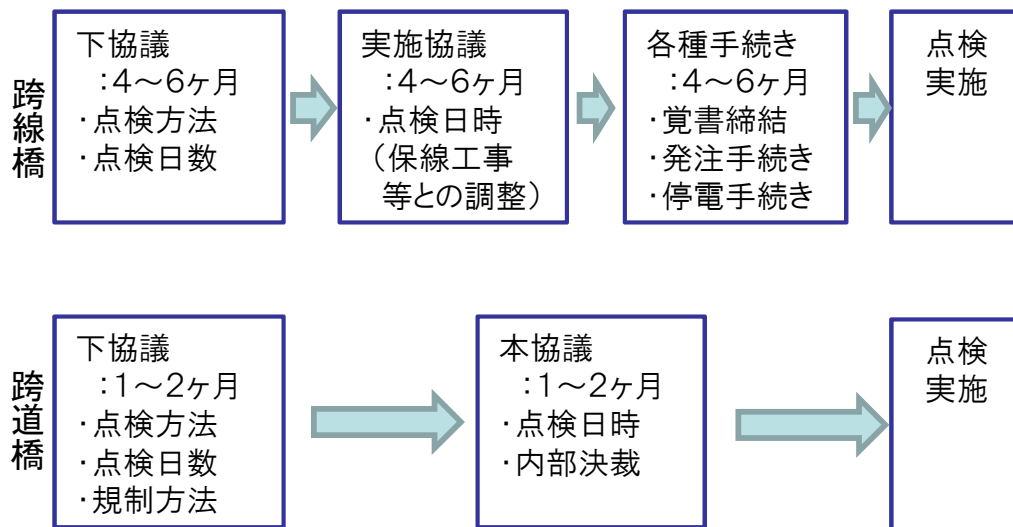 跨線橋
下協議
：4～6ヶ月
・点検方法
・点検日数
実施協議
：4～6ヶ月
・点検日時
（保線工事
等との調整）
各種手続き
：4～6ヶ月
・覚書締結
・発注手続き
・停電手続き
点検
実施
跨道橋
下協議
：1～2ヶ月
・点検方法
・点検日数
・規制方法
本協議
：1～2ヶ月
・点検日時
・内部決裁
点検
実施